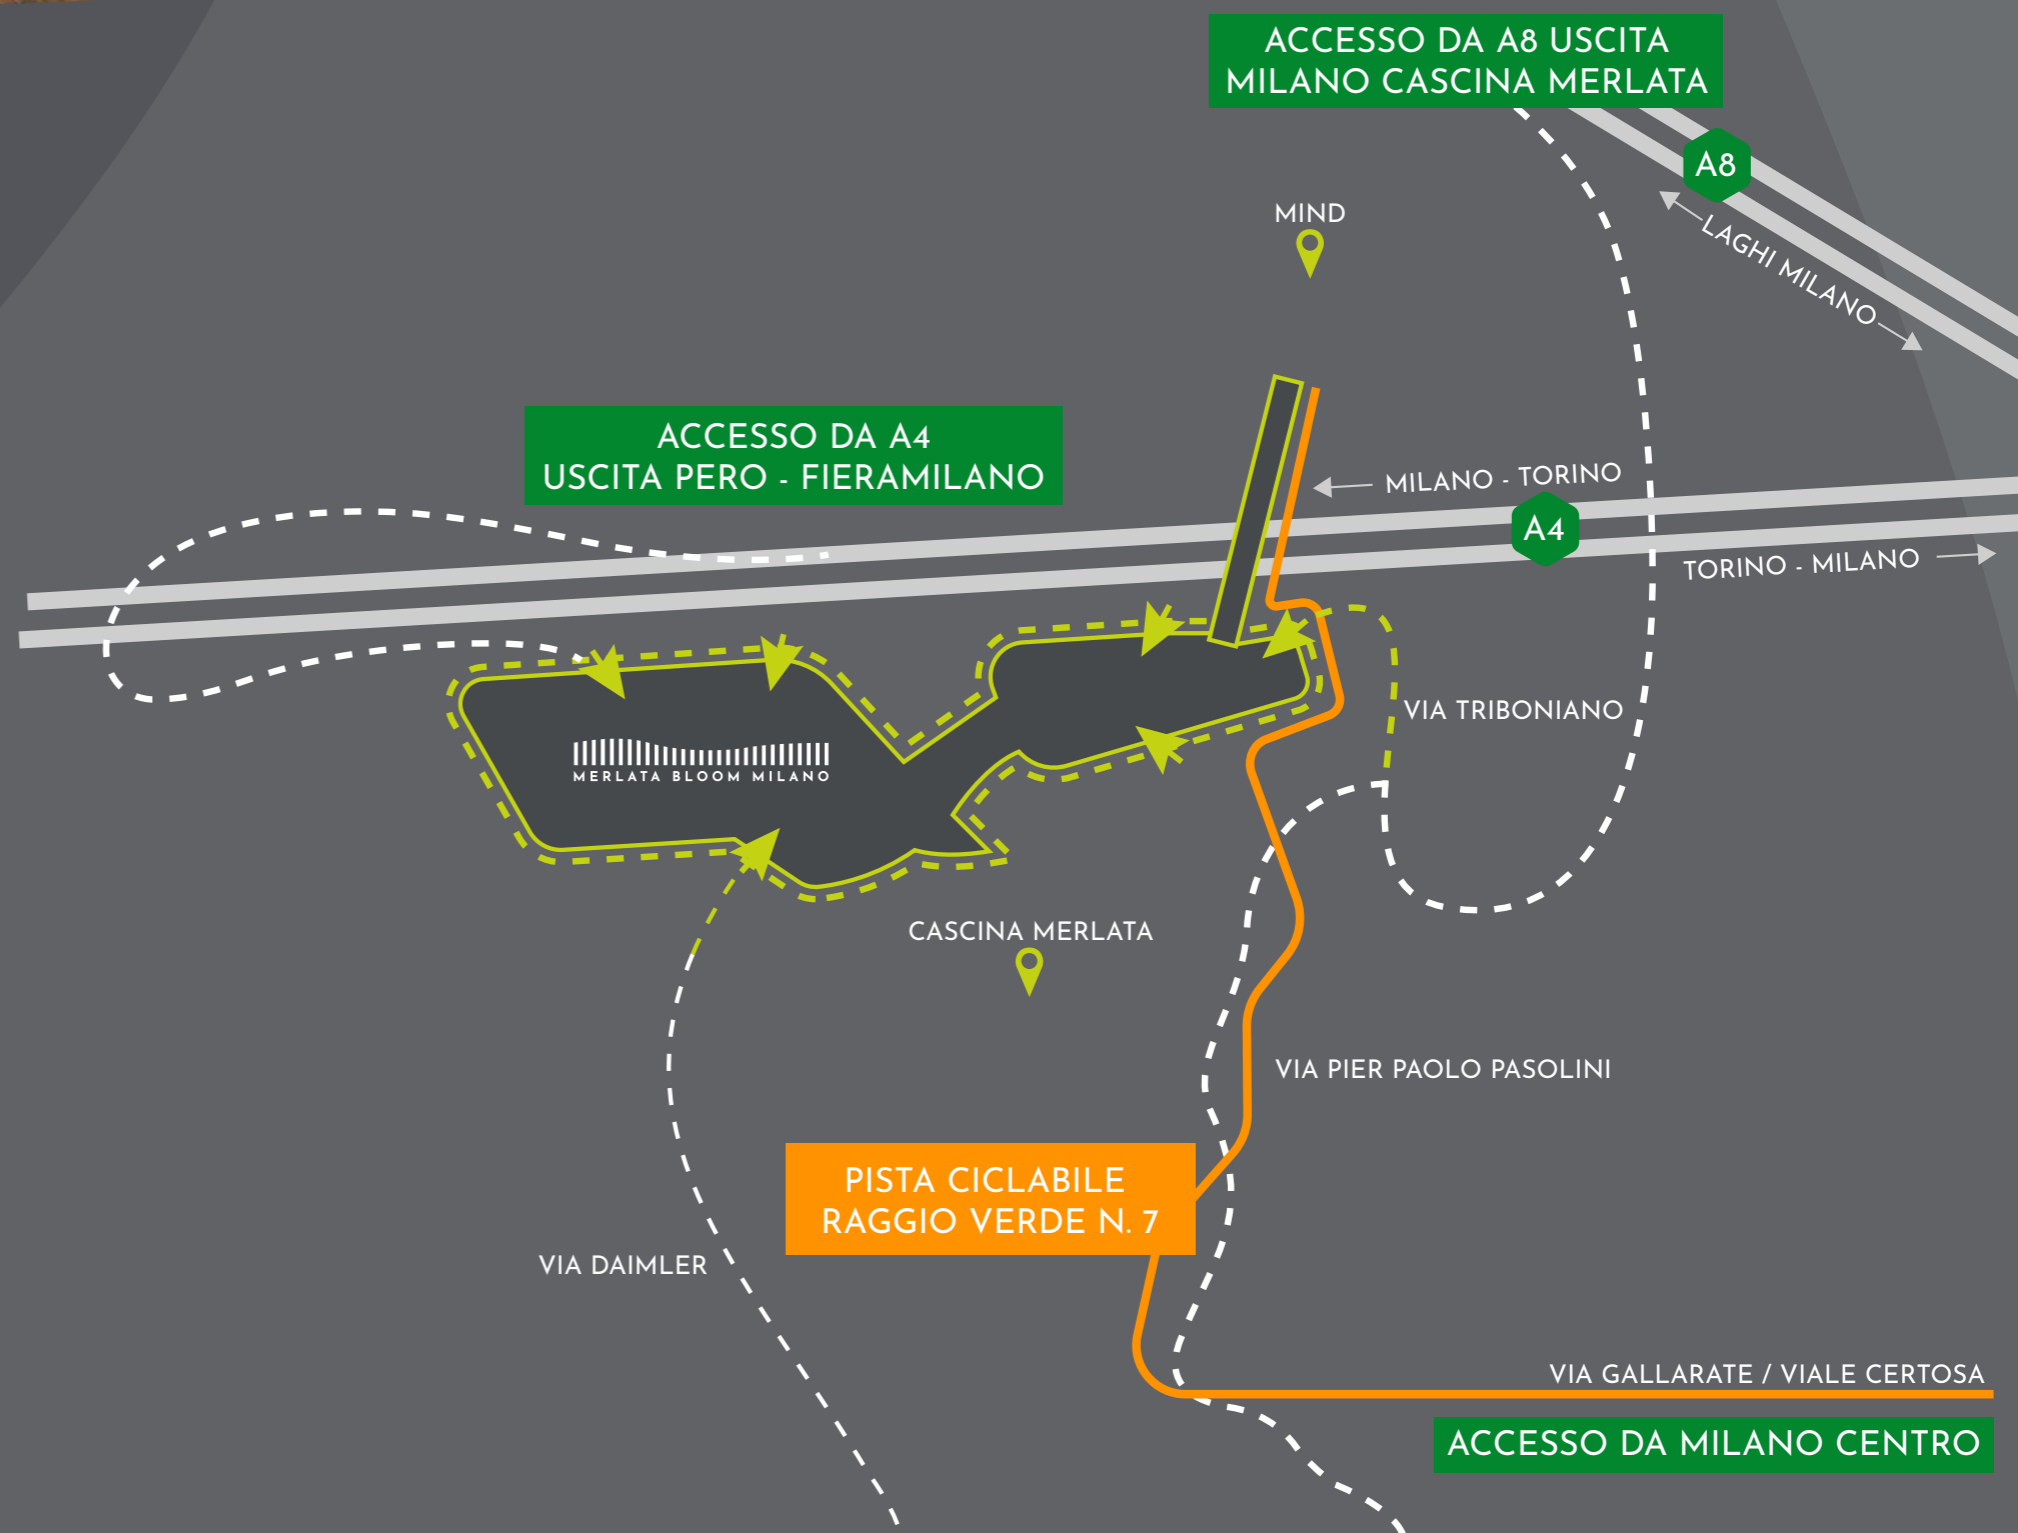 ACCESSO DA A8 USCITA
MILANO CASCINA MERLATA
A8
MIND
LAGHI MILANO
ACCESSO DA A4
USCITA PERO - FIERAMILANO
MILANO - TORINO
A4
TORINO - MILANO
VIA TRIBONIANO
MERLATA BLOOM MILANO
CASCINA MERLATA
VIA PIER PAOLO PASOLINI
PISTA CICLABILE
RAGGIO VERDE N. 7
VIA DAIMLER
VIA GALLARATE / VIALE CERTOSA
ACCESSO DA MILANO CENTRO